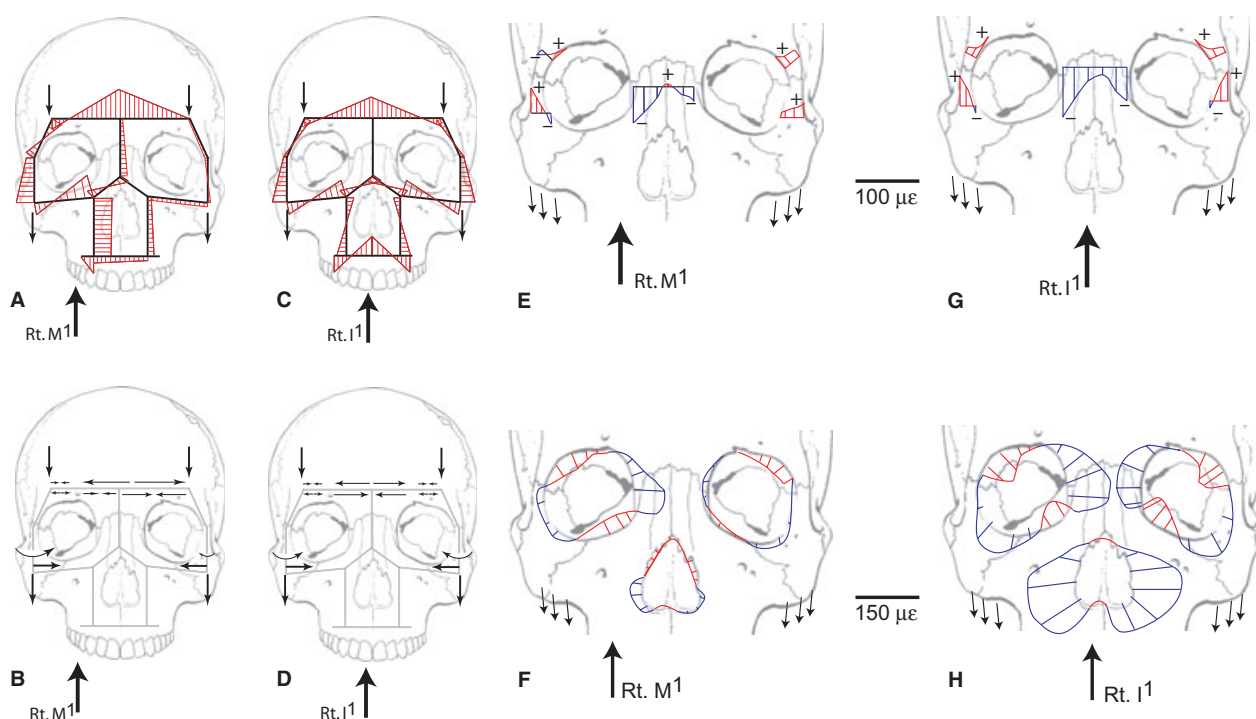 A
Rt. M1
C
Rt. I1
E
+
−
+
−
+
−
+
−
+
Rt. M1
100 µε
G
+
+
−
−
+
+
−
Rt. I1
B
Rt. M1
D
Rt. I1
F
Rt. M1
150 µε
H
Rt. I1